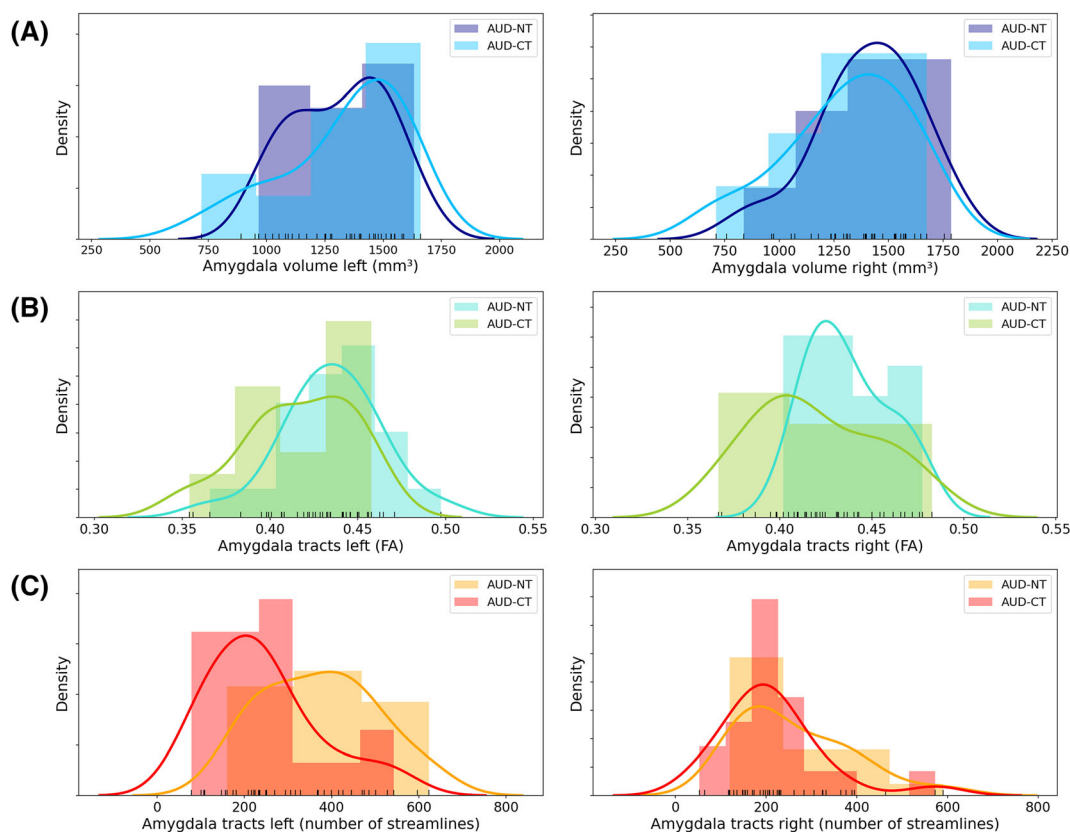 (A)
Density
AUD-NT
AUD-CT
250 500 750 1000 1250 1500 1750 2000
Amygdala volume left (mm³)
Density
AUD-NT
AUD-CT
250 500 750 1000 1250 1500 1750 2000 2250
Amygdala volume right (mm³)
(B)
Density
AUD-NT
AUD-CT
0.30 0.35 0.40 0.45 0.50 0.55
Amygdala tracts left (FA)
Density
AUD-NT
AUD-CT
0.30 0.35 0.40 0.45 0.50 0.55
Amygdala tracts right (FA)
(C)
Density
AUD-NT
AUD-CT
0 200 400 600 800
Amygdala tracts left (number of streamlines)
Density
AUD-NT
AUD-CT
0 200 400 600 800
Amygdala tracts right (number of streamlines)